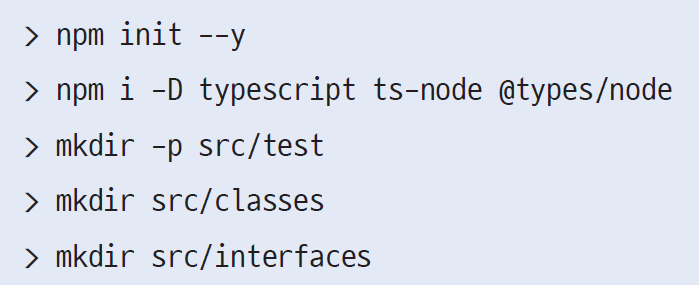 > npm init --y
> npm i -D typescript ts-node @types/node
> mkdir -p src/test
> mkdir src/classes
> mkdir src/interfaces